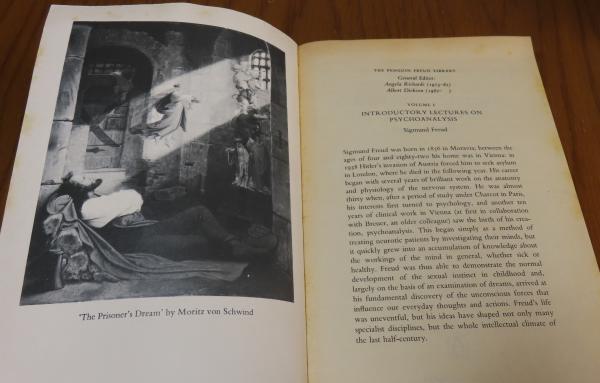 'The Prisoner's Dream' by Moritz von Schwind
THE PENGUIN FREUD LIBRARY
General Editor:
Angela Richards (1973-82)
Albert Dickson (1982- )
VOLUME I
INTRODUCTORY LECTURES ON
PSYCHOANALYSIS
Sigmund Freud
Sigmund Freud was born in 1856 in Moravia; between the
ages of four and eighty-two his home was in Vienna: in
1938 Hitler's invasion of Austria forced him to seek asylum
in London, where he died in the following year. His career
began with several years of brilliant work on the anatomy
and physiology of the nervous system. He was almost
thirty when, after a period of study under Charcot in Paris,
his interests first turned to psychology, and another ten
years of clinical work in Vienna (at first in collaboration
with Breuer, an older colleague) saw the birth of his crea-
tion, psychoanalysis. This began simply as a method of
treating neurotic patients by investigating their minds, but
it quickly grew into an accumulation of knowledge about
the workings of the mind in general, whether sick or
healthy. Freud was thus able to demonstrate the normal
development of the sexual instinct in childhood and,
largely on the basis of an examination of dreams, arrived at
his fundamental discovery of the unconscious forces that
influence our everyday thoughts and actions. Freud's life
was uneventful, but his ideas have shaped not only many
specialist disciplines, but the whole intellectual climate of
the last half-century.